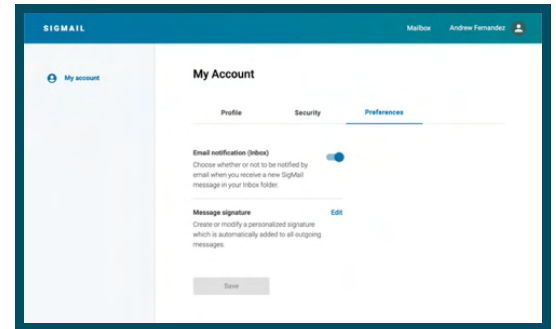 SIGMAIL
Mailbox Andrew Fernandez
My account
My Account
Profile Security Preferences
Email notification (Inbox)
Choose whether or not to be notified by
email when you receive a new SigMail
message in your Inbox folder.
Message signature Edit
Create or modify a personalized signature
which is automatically added to all outgoing
messages.
Save